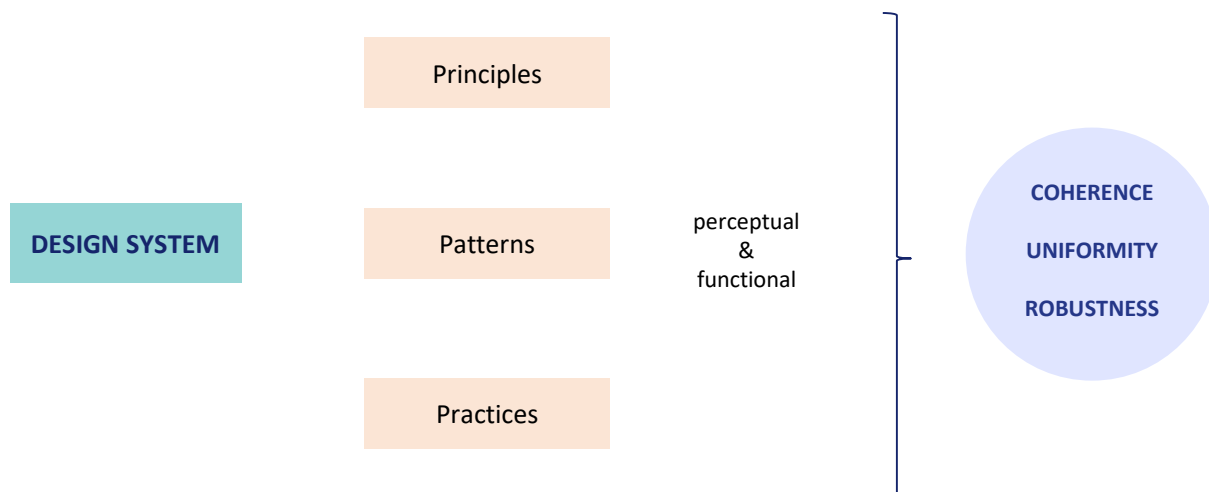 Principles
DESIGN SYSTEM
Patterns
perceptual
&
functional
Practices
COHERENCE
UNIFORMITY
ROBUSTNESS